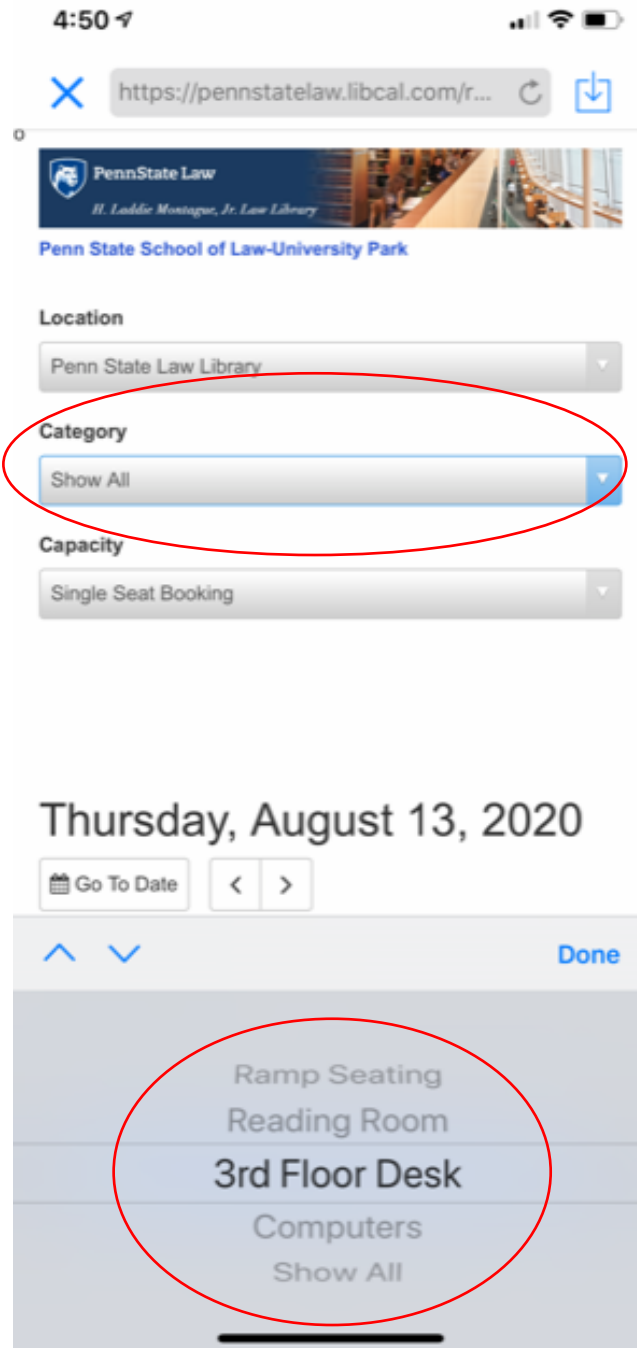 4:50
https://pennstatelaw.libcal.com/r...
PennState Law
H. Laddie Montague, Jr. Law Library
Penn State School of Law-University Park
Location
Penn State Law Library
Category
Show All
Capacity
Single Seat Booking
Thursday, August 13, 2020
Go To Date < >
Done
Ramp Seating
Reading Room
3rd Floor Desk
Computers
Show All